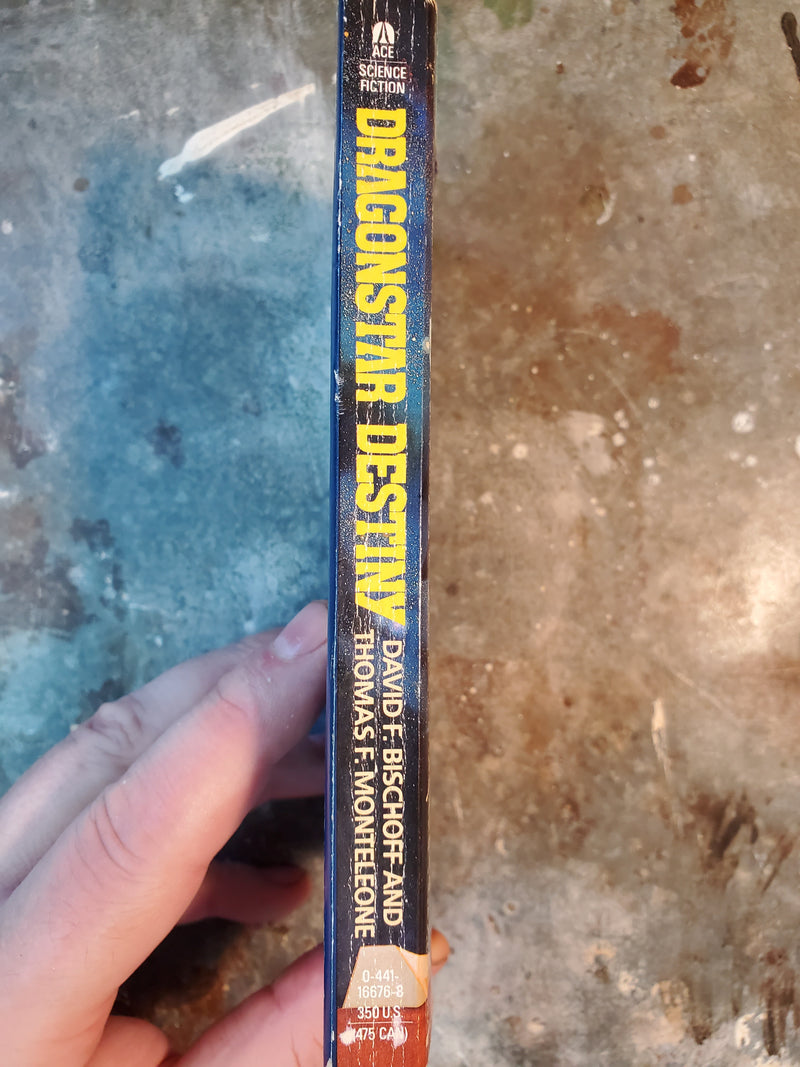 ACE
SCIENCE
FICTION
DRAGONSTAR DESTINY
DAVID F. BISCHOFF AND
THOMAS F. MONTELEONE
0-441-
16676-8
350 U.S.
(475 CAN)